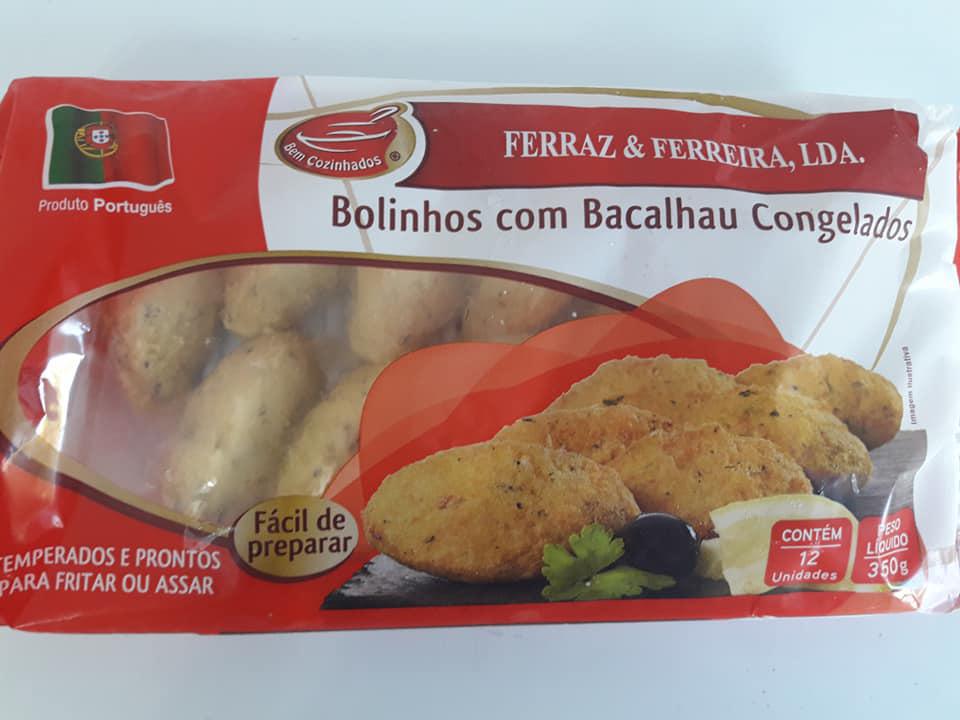 Produto Português
Bem Cozinhados ®
FERRAZ & FERREIRA, LDA.
Bolinhos com Bacalhau Congelados
Imagem ilustrativa
Fácil de
preparar
TEMPERADOS E PRONTOS
PARA FRITAR OU ASSAR
CONTÉM
12
Unidades
PESO
LÍQUIDO
350g